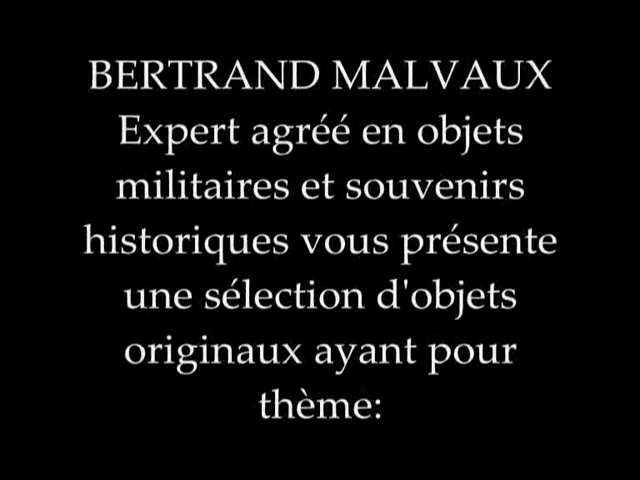 BERTRAND MALVAUX
Expert agréé en objets
militaires et souvenirs
historiques vous présente
une sélection d'objets
originaux ayant pour
thème: